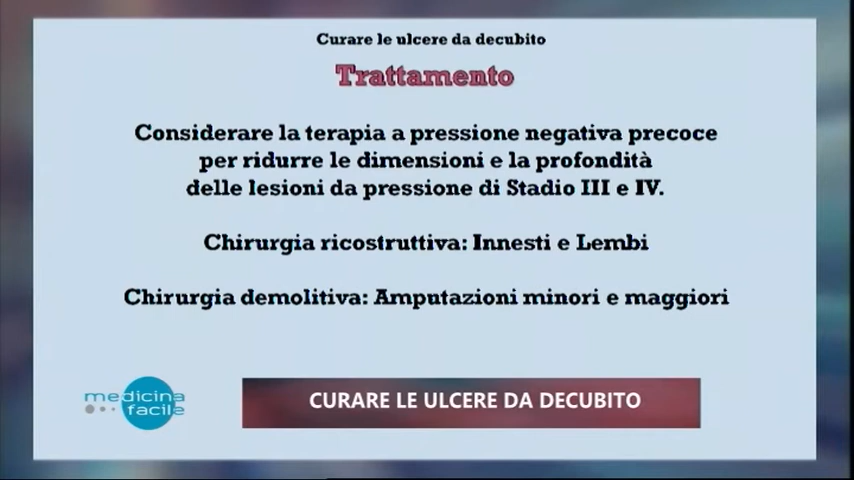 Curare le ulcere da decubito
Trattamento
Considerare la terapia a pressione negativa precoce
per ridurre le dimensioni e la profondità
delle lesioni da pressione di Stadio III e IV.
Chirurgia ricostruttiva: Innesti e Lembi
Chirurgia demolitiva: Amputazioni minori e maggiori
medicina
facile
CURARE LE ULCERE DA DECUBITO